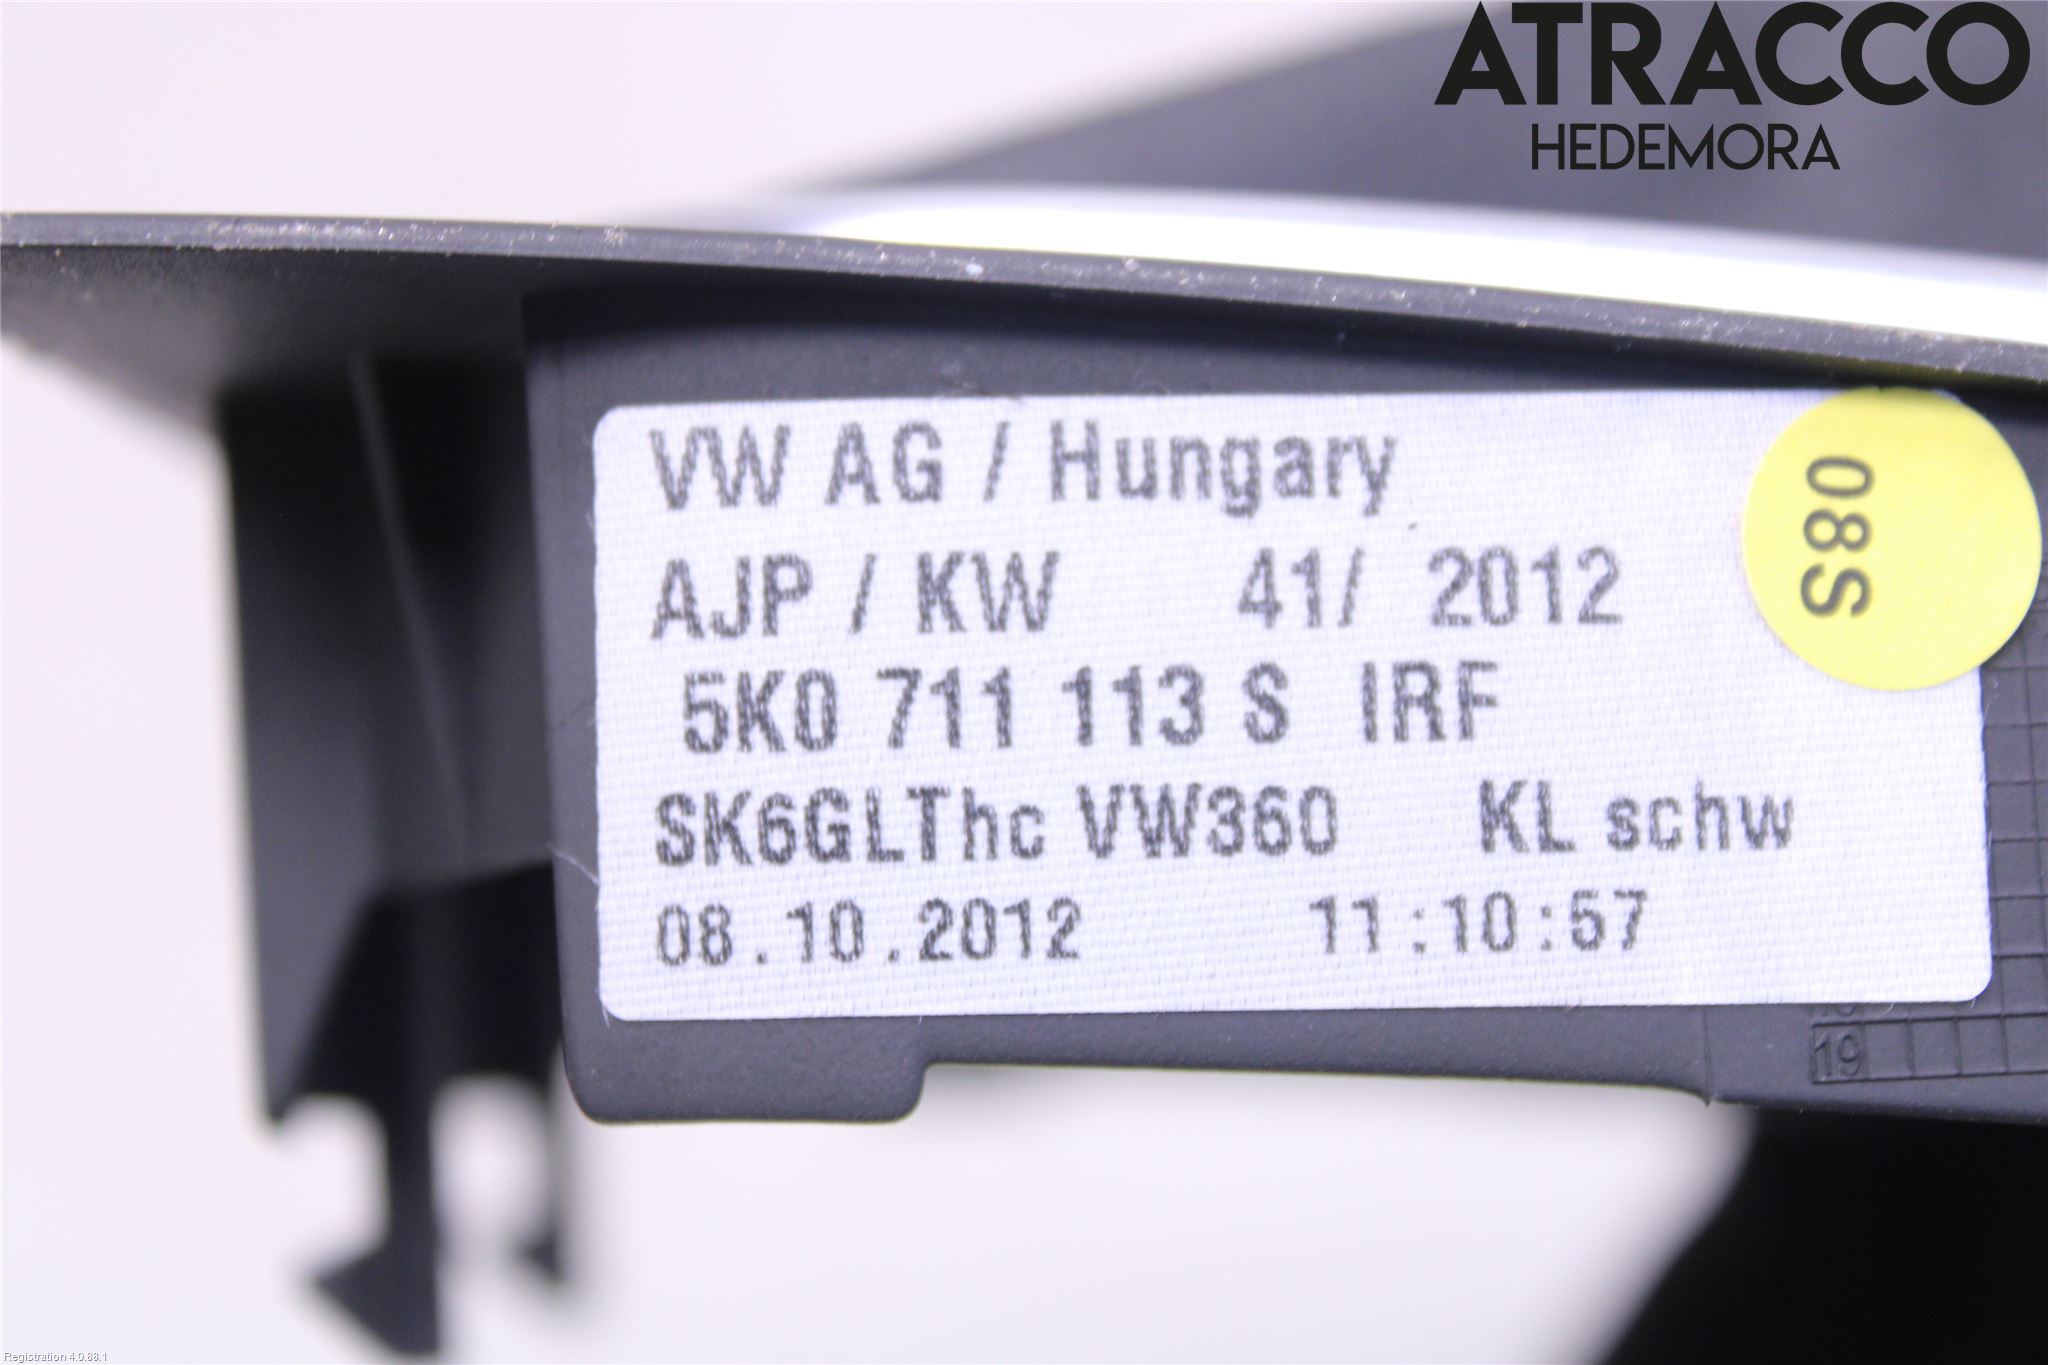 ATRACCO
HEDEMORA
VW AG / Hungary
AJP / KW 41/ 2012
5K0 711 113 S IRF
SK6GLThc VW360 KL schw
08.10.2012 11:10:57
08S
19
Registration 4.0.88.1